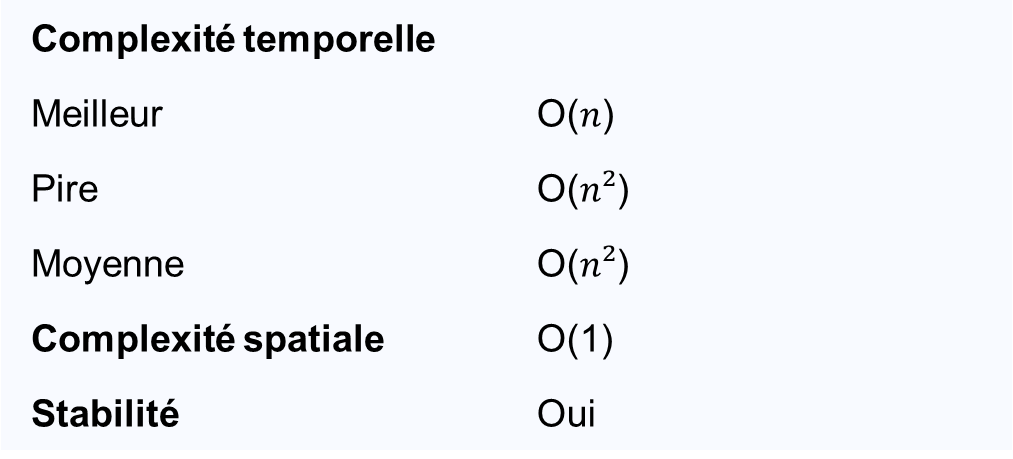 Complexité temporelle
Meilleur O(n)
Pire O(n²)
Moyenne O(n²)
Complexité spatiale O(1)
Stabilité Oui